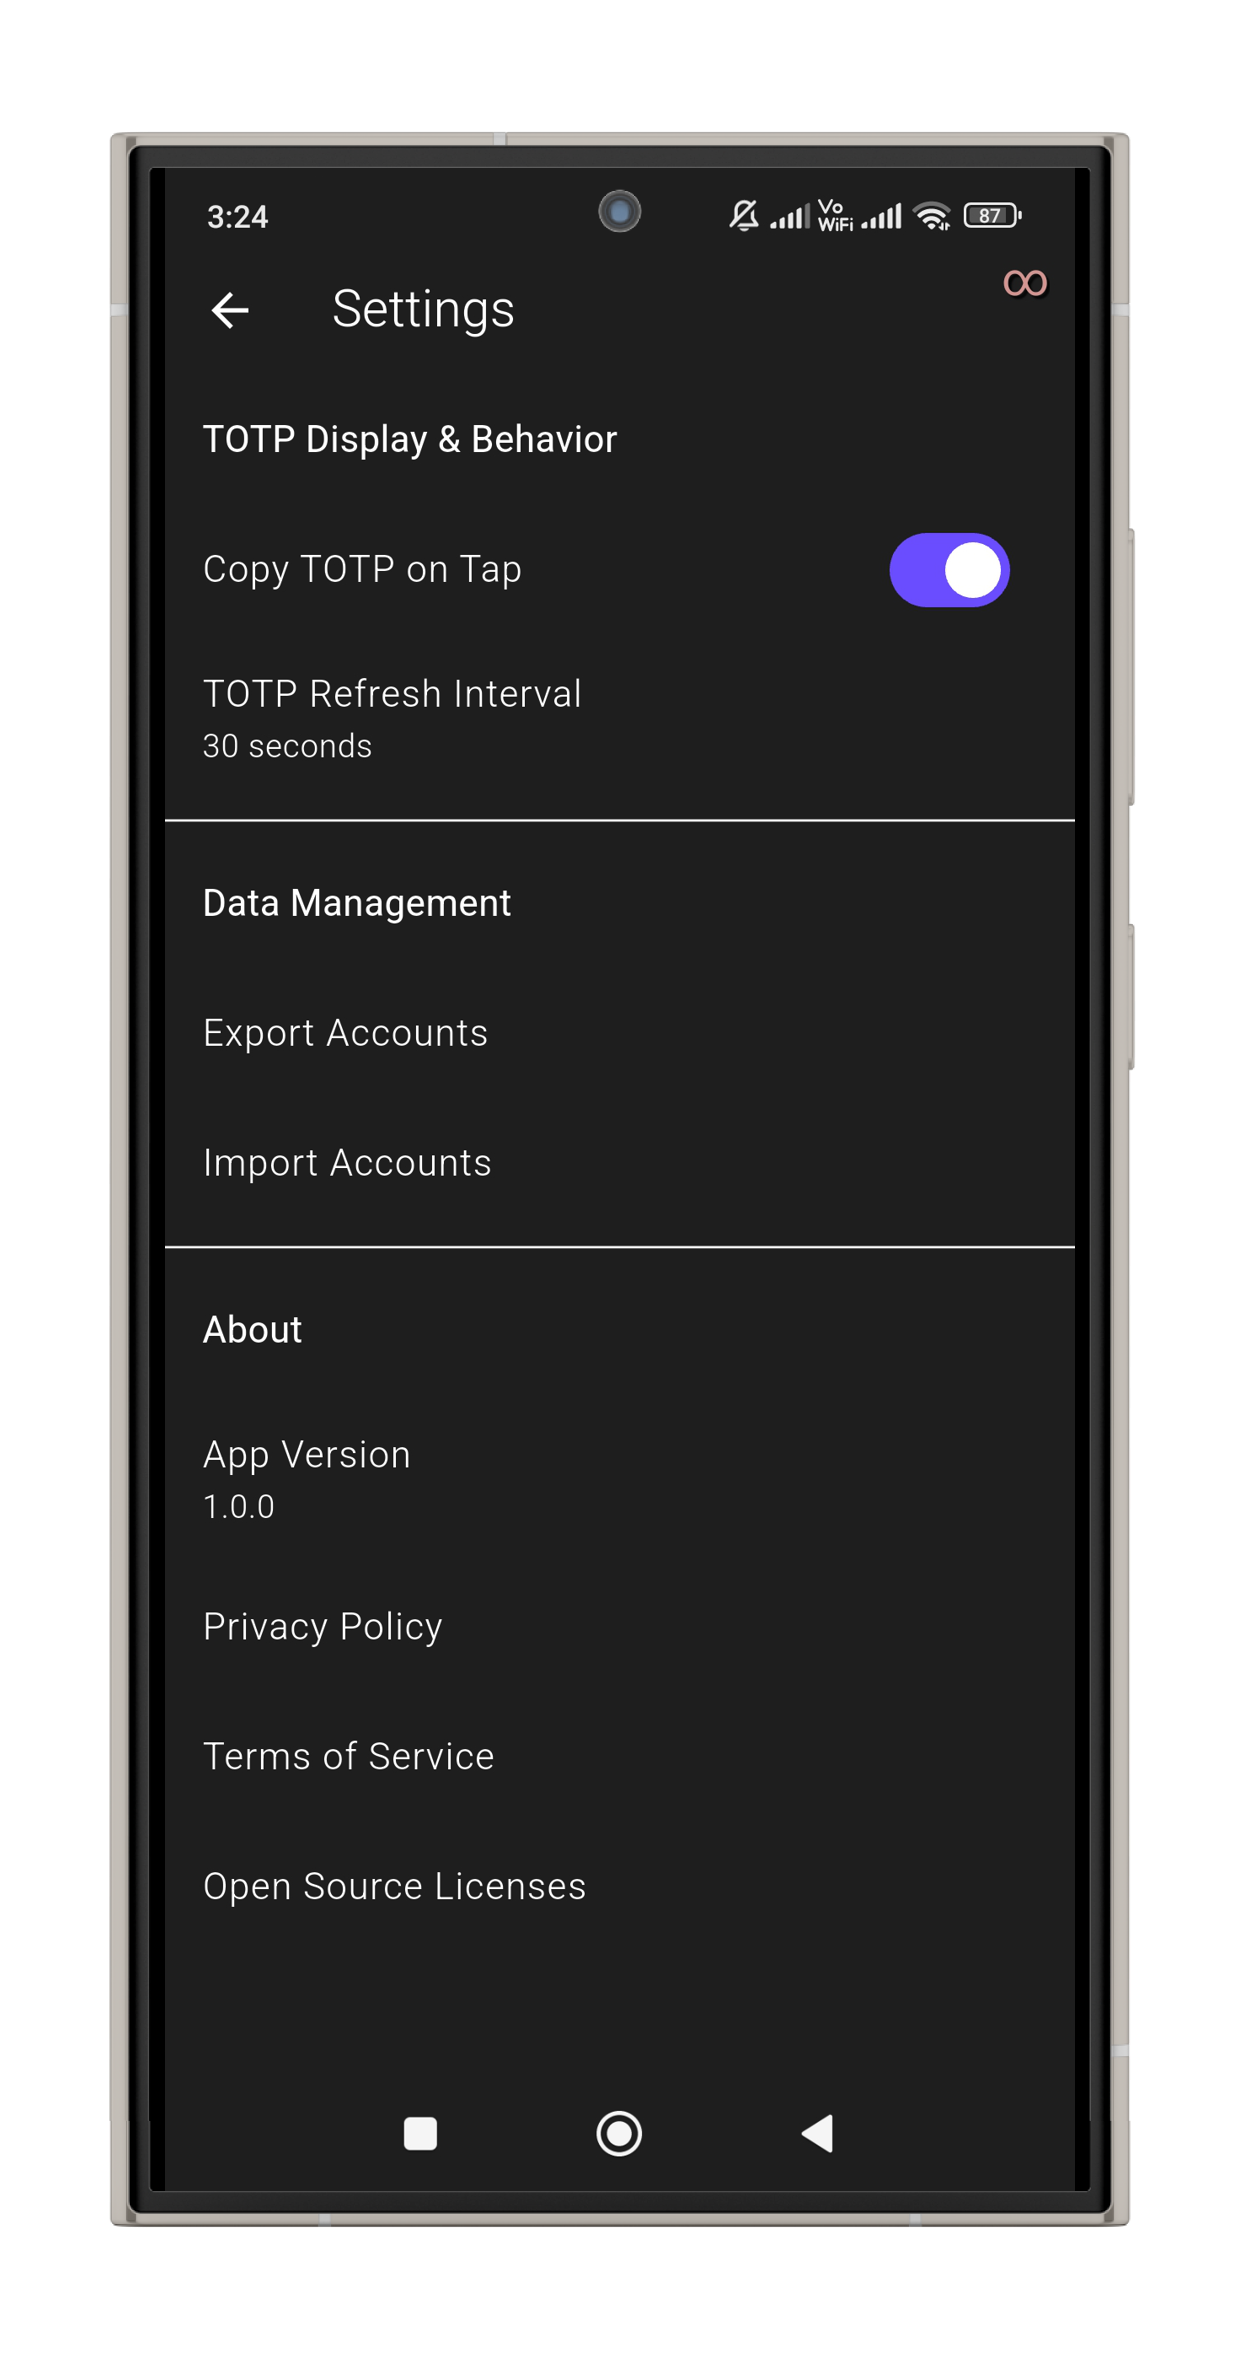 3:24
Vo
WiFi
87
∞
Settings
TOTP Display & Behavior
Copy TOTP on Tap
TOTP Refresh Interval
30 seconds
Data Management
Export Accounts
Import Accounts
About
App Version
1.0.0
Privacy Policy
Terms of Service
Open Source Licenses